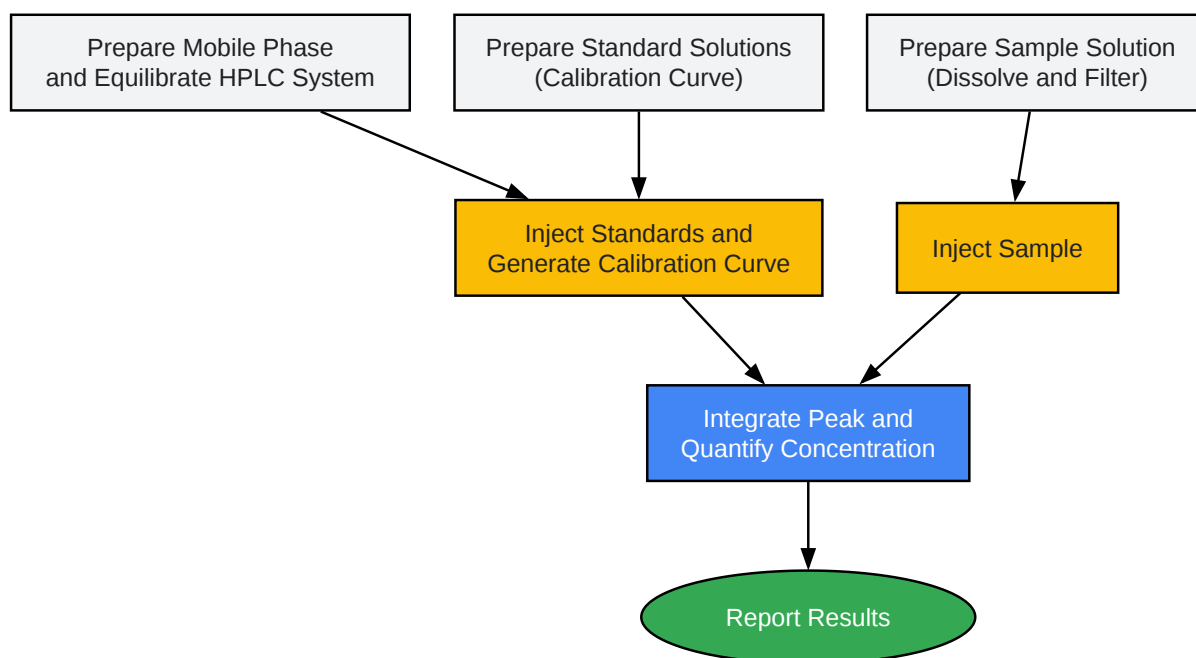 Prepare Mobile Phase
and Equilibrate HPLC System
Prepare Standard Solutions
(Calibration Curve)
Prepare Sample Solution
(Dissolve and Filter)
Inject Standards and
Generate Calibration Curve
Inject Sample
Integrate Peak and
Quantify Concentration
Report Results